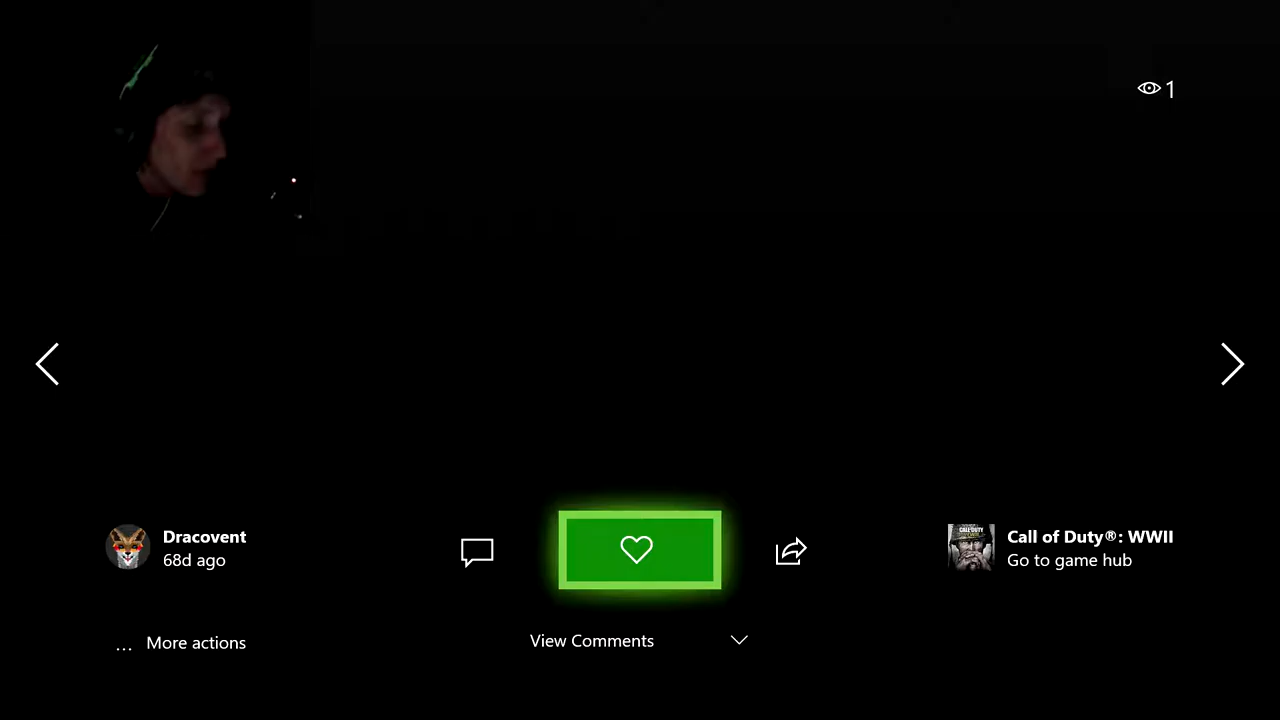 1
Dracovent
68d ago
Call of Duty®: WWII
Go to game hub
... More actions
View Comments